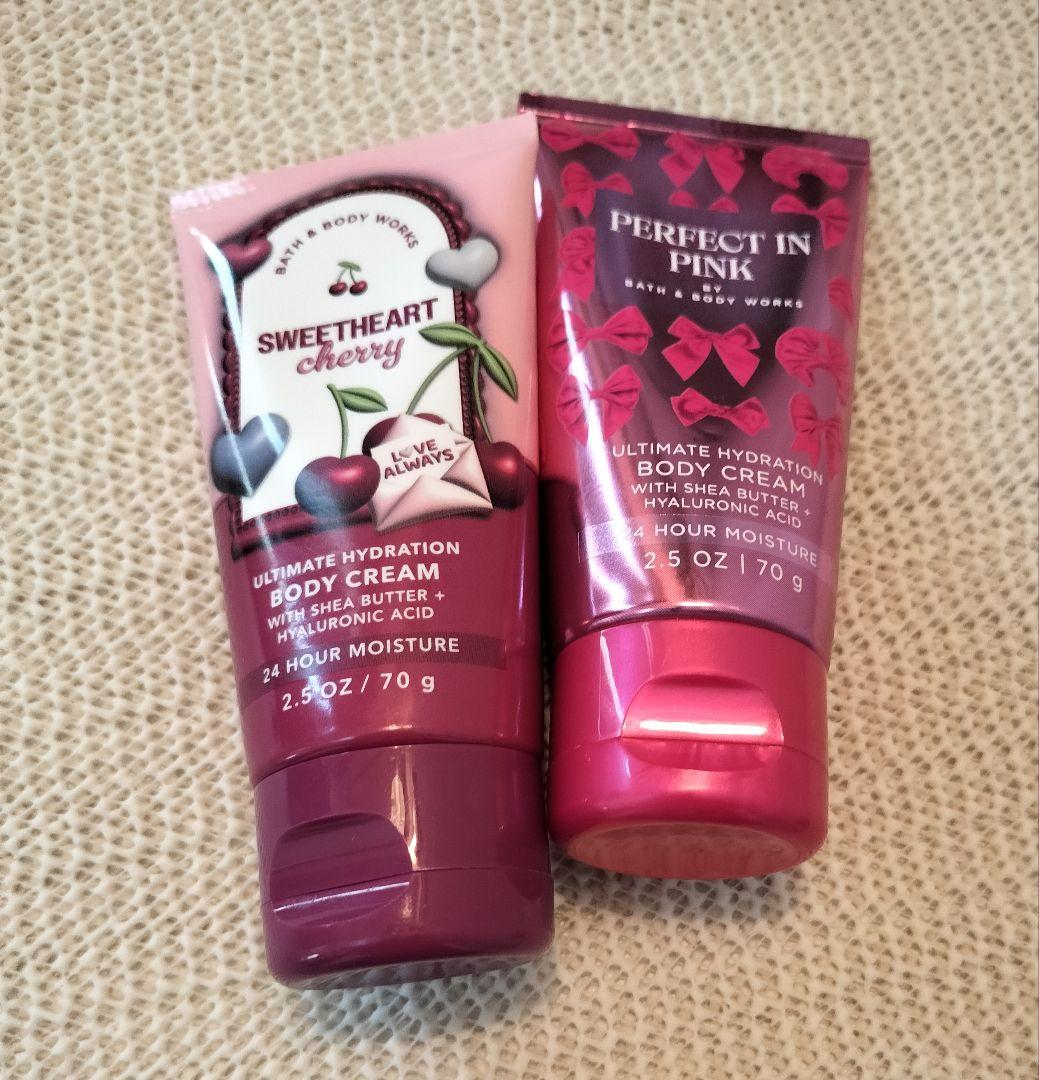 BATH & BODY WORKS
SWEETHEART
cherry
LOVE
ALWAYS
ULTIMATE HYDRATION
BODY CREAM
WITH SHEA BUTTER +
HYALURONIC ACID
24 HOUR MOISTURE
2.5 OZ / 70 g
PERFECT IN
PINK
BY
BATH & BODY WORKS
ULTIMATE HYDRATION
BODY CREAM
WITH SHEA BUTTER +
HYALURONIC ACID
24 HOUR MOISTURE
2.5 OZ | 70 g